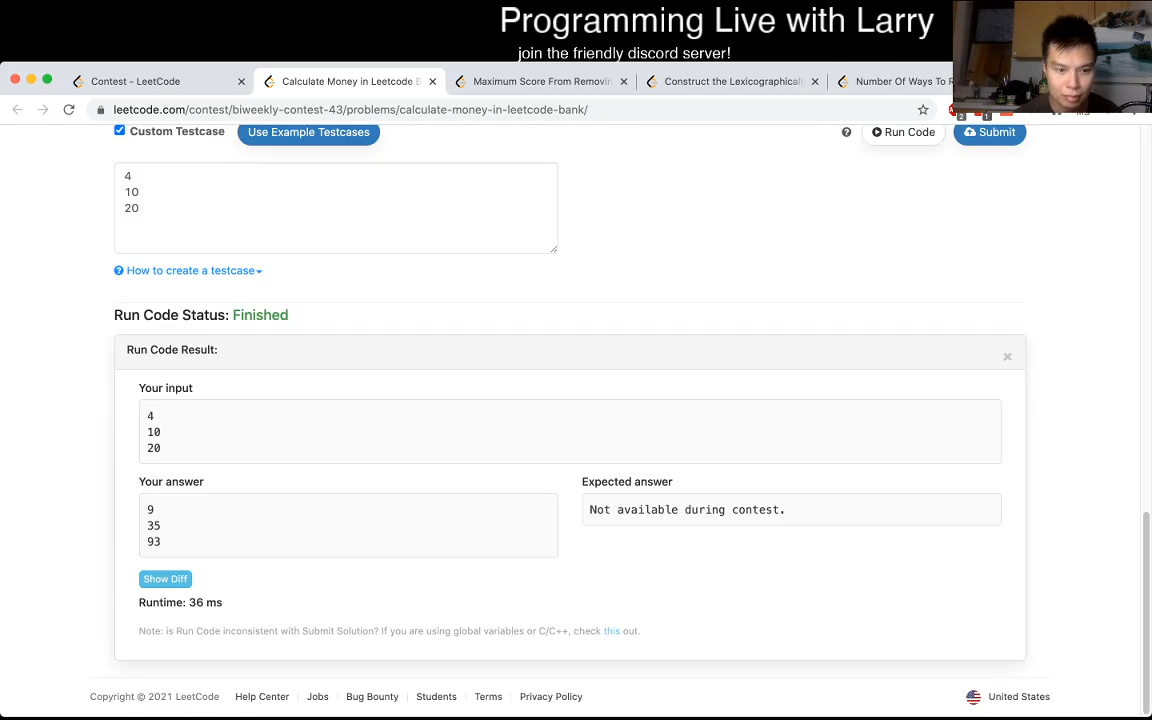 Programming Live with Larry
join the friendly discord server!
Contest - LeetCode
Calculate Money in Leetcode B
Maximum Score From Removin
Construct the Lexicographical
Number Of Ways To R
leetcode.com/contest/biweekly-contest-43/problems/calculate-money-in-leetcode-bank/
2
1
Custom Testcase
Use Example Testcases
Run Code
Submit
4
10
20
How to create a testcase
Run Code Status: Finished
Run Code Result:
Your input
4
10
20
Your answer
Expected answer
9
35
93
Not available during contest.
Show Diff
Runtime: 36 ms
Note: is Run Code inconsistent with Submit Solution? If you are using global variables or C/C++, check this out.
Copyright © 2021 LeetCode
Help Center
Jobs
Bug Bounty
Students
Terms
Privacy Policy
United States